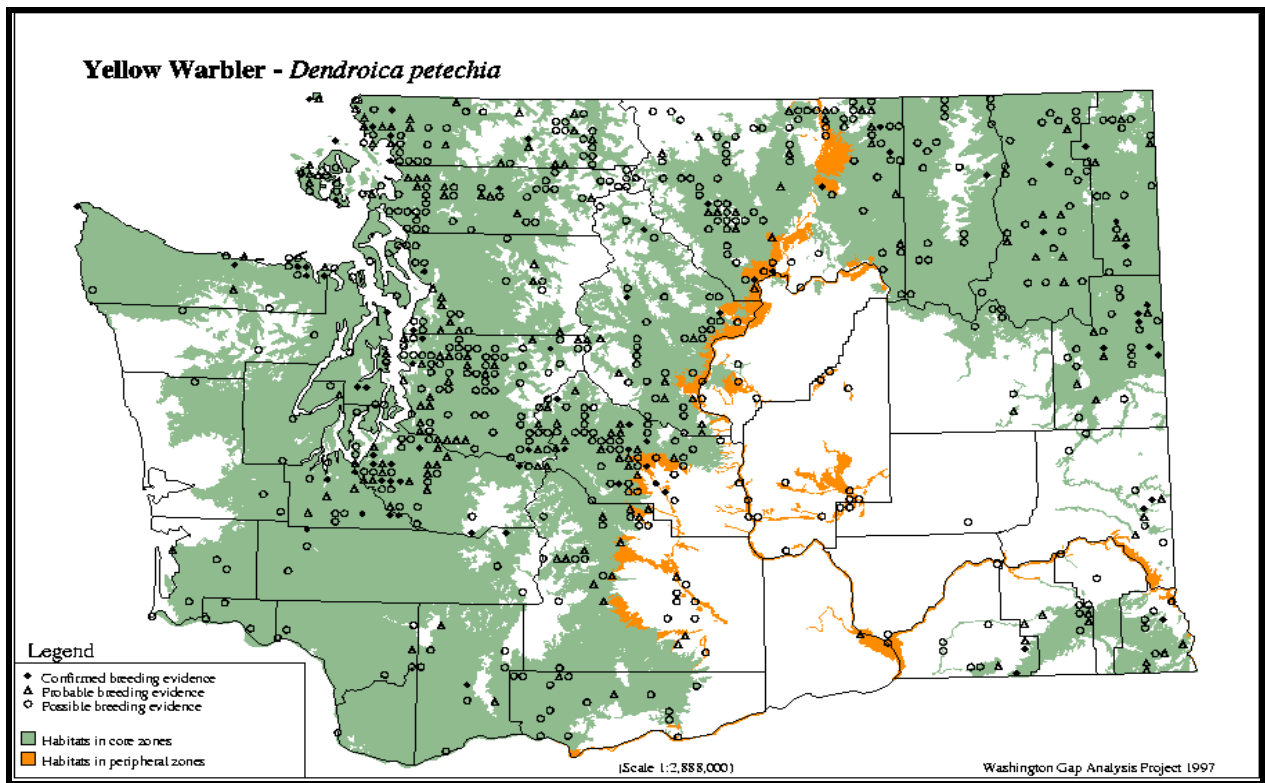 Yellow Warbler - Dendroica petechia
Legend
Confirmed breeding evidence
Probable breeding evidence
Possible breeding evidence
Habitats in core zones
Habitats in peripheral zones
(Scale 1:2,888,000)
Washington Gap Analysis Project 1997